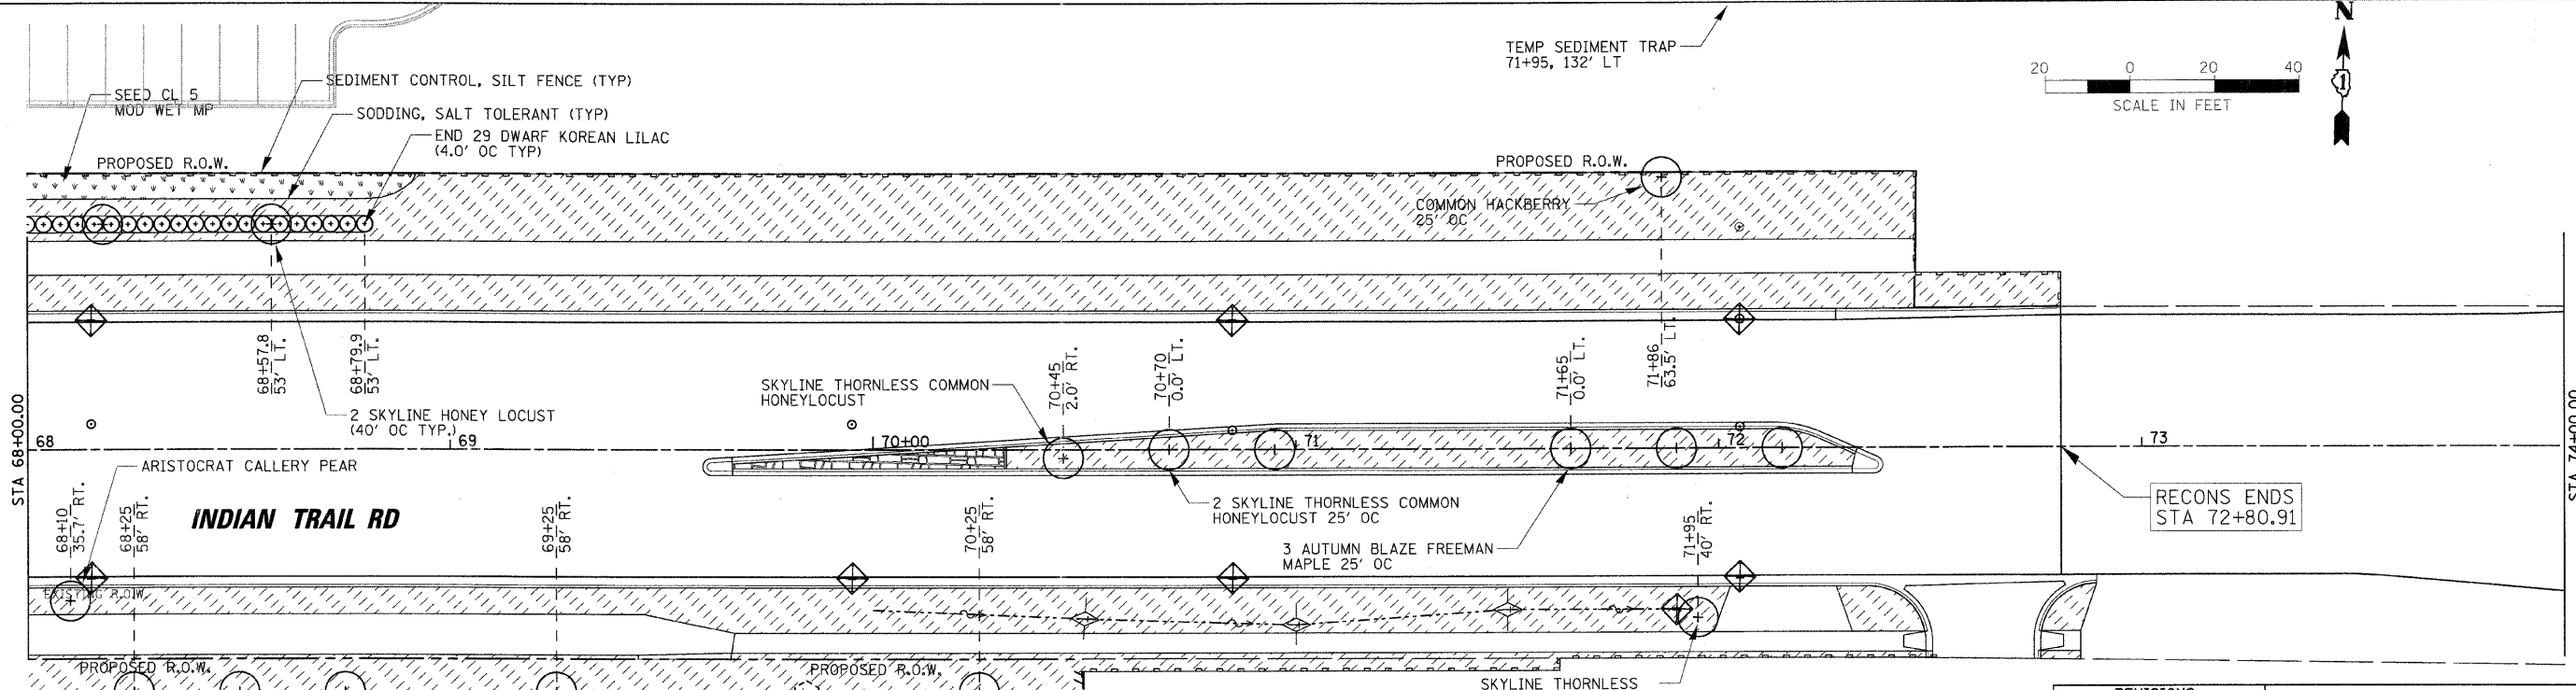 N
TEMP SEDIMENT TRAP
71+95, 132' LT
20 0 20 40
SCALE IN FEET
SEDIMENT CONTROL, SILT FENCE (TYP)
SEED CL 5
MOD WET MP
SODDING, SALT TOLERANT (TYP)
END 29 DWARF KOREAN LILAC
(4.0' OC TYP)
PROPOSED R.O.W.
PROPOSED R.O.W.
COMMON HACKBERRY
25' OC
68+57.8
53' LT.
68+79.9
53' LT.
70+45
2.0' RT.
70+70
0.0' LT.
71+65
0.0' LT.
71+86
63.5' LT.
SKYLINE THORNLESS COMMON
HONEYLOCUST
2 SKYLINE HONEY LOCUST
(40' OC TYP.)
STA 68+00.00
68
69
70+00
71
72
73
STA 74+00.00
ARISTOCRAT CALLERY PEAR
INDIAN TRAIL RD
68+10
35.7' RT.
68+25
58' RT.
69+25
58' RT.
70+25
58' RT.
2 SKYLINE THORNLESS COMMON
HONEYLOCUST 25' OC
3 AUTUMN BLAZE FREEMAN
MAPLE 25' OC
71+95
40' RT.
RECONS ENDS
STA 72+80.91
EXISTING R.O.W.
PROPOSED R.O.W.
PROPOSED R.O.W.
SKYLINE THORNLESS
REVISIONS